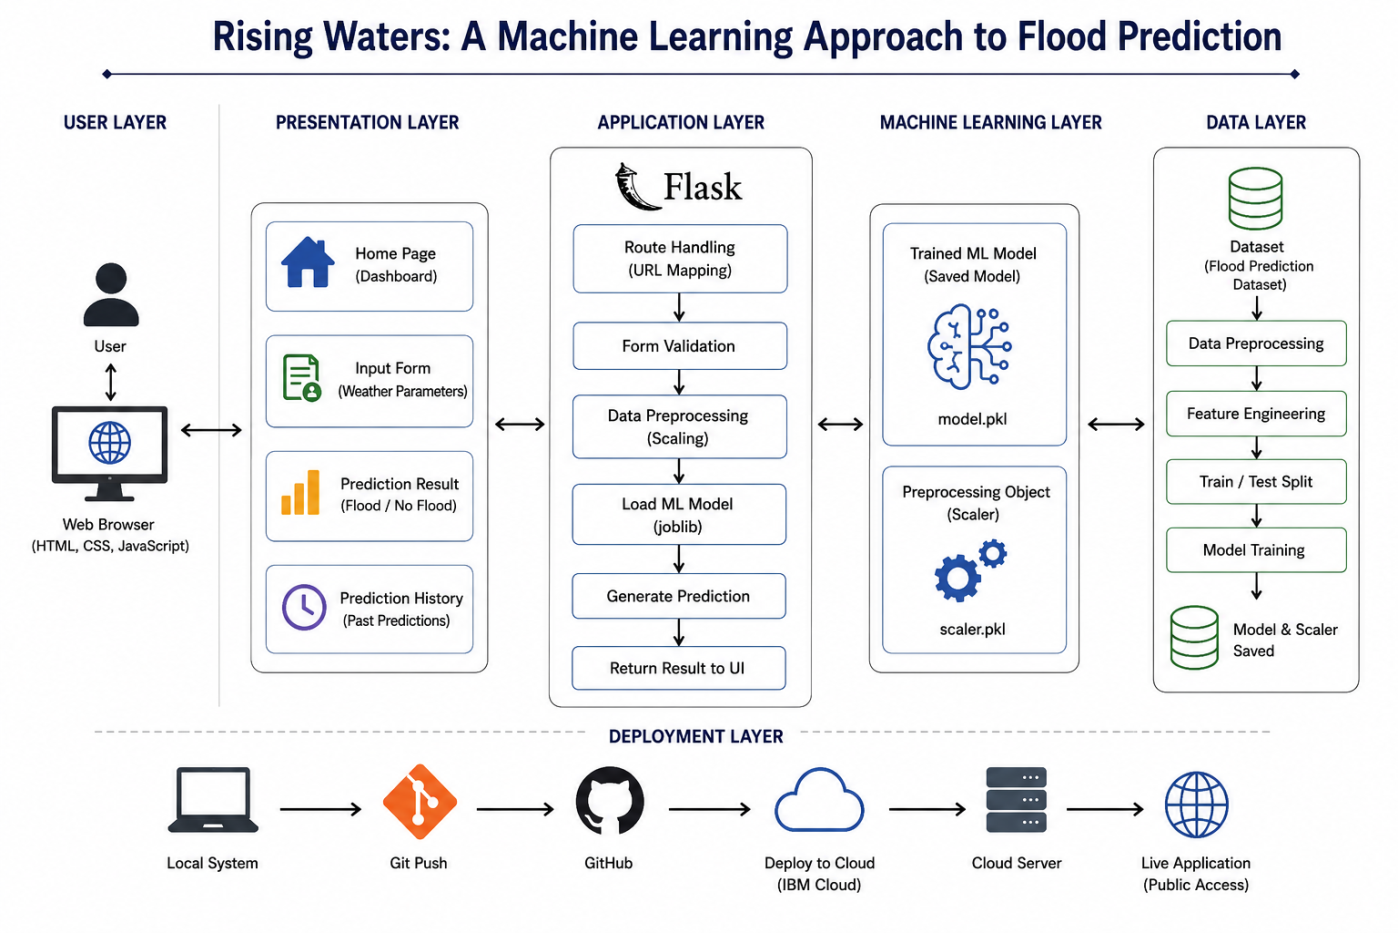 Rising Waters: A Machine Learning Approach to Flood Prediction
USER LAYER
User
Web Browser
(HTML, CSS, JavaScript)
PRESENTATION LAYER
Home Page
(Dashboard)
Input Form
(Weather Parameters)
Prediction Result
(Flood / No Flood)
Prediction History
(Past Predictions)
APPLICATION LAYER
Flask
Route Handling
(URL Mapping)
Form Validation
Data Preprocessing
(Scaling)
Load ML Model
(joblib)
Generate Prediction
Return Result to UI
MACHINE LEARNING LAYER
Trained ML Model
(Saved Model)
model.pkl
Preprocessing Object
(Scaler)
scaler.pkl
DATA LAYER
Dataset
(Flood Prediction
Dataset)
Data Preprocessing
Feature Engineering
Train / Test Split
Model Training
Model & Scaler
Saved
DEPLOYMENT LAYER
Local System
Git Push
GitHub
Deploy to Cloud
(IBM Cloud)
Cloud Server
Live Application
(Public Access)